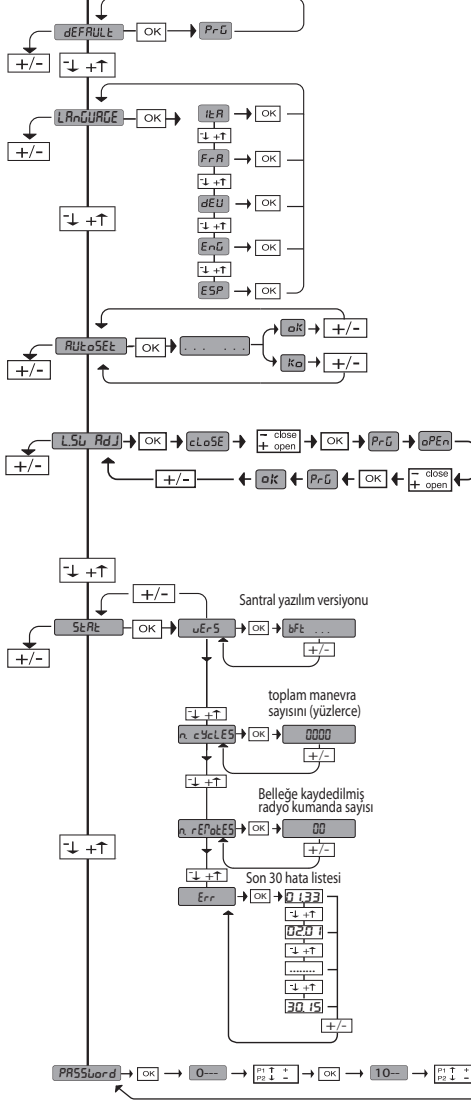 dEFAULt OK PrG
+/- -↓ +↑
LAnGUAGE OK ItA OK
+/- -↓ +↑
FrA OK
-↓ +↑
-↓ +↑ dEU OK
-↓ +↑
EnG OK
-↓ +↑
ESP OK
AUtoSEt OK ... ... oK +/-
+/- Ko +/-
L.SU AdJ OK cLoSE - close + open OK PrG oPEn
+/- +/- oK PrG OK - close + open
-↓ +↑ +/-
Santral yazılım versiyonu
StAt OK vErS OK bFt ...
+/- +/-
toplam manevra
sayısını (yüzlerce)
-↓ +↑
n. cYcLES OK 0000
+/-
-↓ +↑
Belleğe kaydedilmiş
radyo kumanda sayısı
n. rEMotES OK 00
-↓ +↑ +/-
-↓ +↑
Son 30 hata listesi
Err OK 01.33
-↓ +↑
02.01
-↓ +↑
........
-↓ +↑
30.15
+/-
PASSword OK 0--- P1 ↑ + P2 ↓ - OK 10-- P1 ↑ + P2 ↓ -